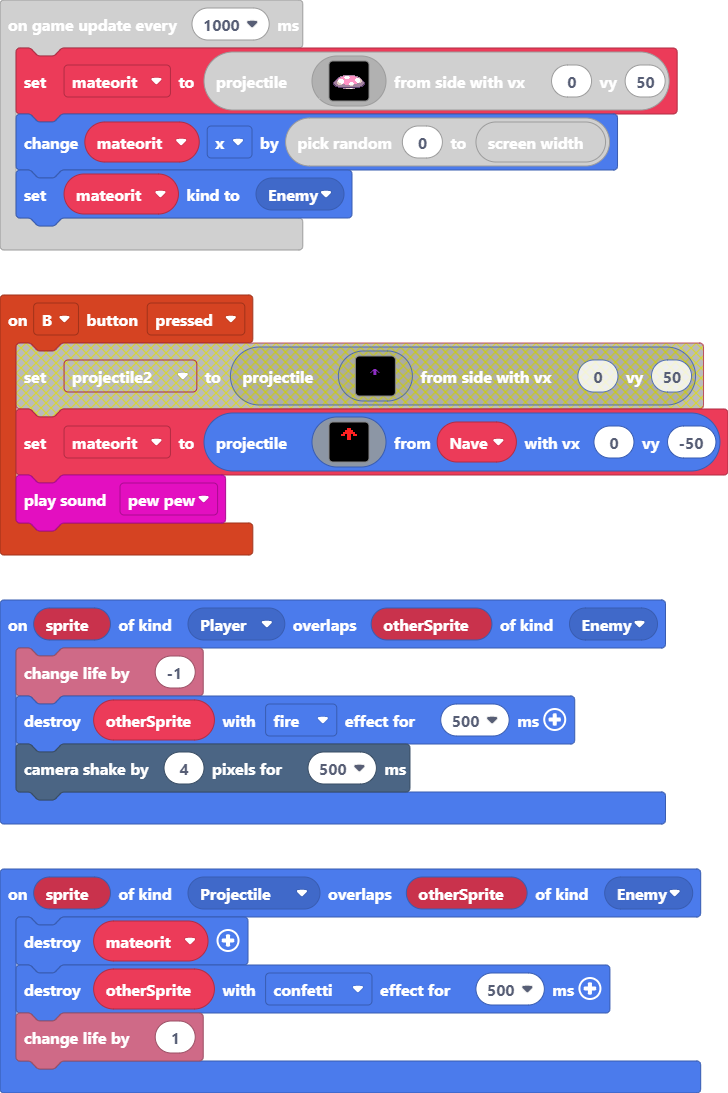 on game update every 1000 ms
set mateorit to projectile from side with vx 0 vy 50
change mateorit x by pick random 0 to screen width
set mateorit kind to Enemy
on B button pressed
set projectile2 to projectile from side with vx 0 vy 50
set mateorit to projectile from Nave with vx 0 vy -50
play sound pew pew
on sprite of kind Player overlaps otherSprite of kind Enemy
change life by -1
destroy otherSprite with fire effect for 500 ms
camera shake by 4 pixels for 500 ms
on sprite of kind Projectile overlaps otherSprite of kind Enemy
destroy mateorit
destroy otherSprite with confetti effect for 500 ms
change life by 1